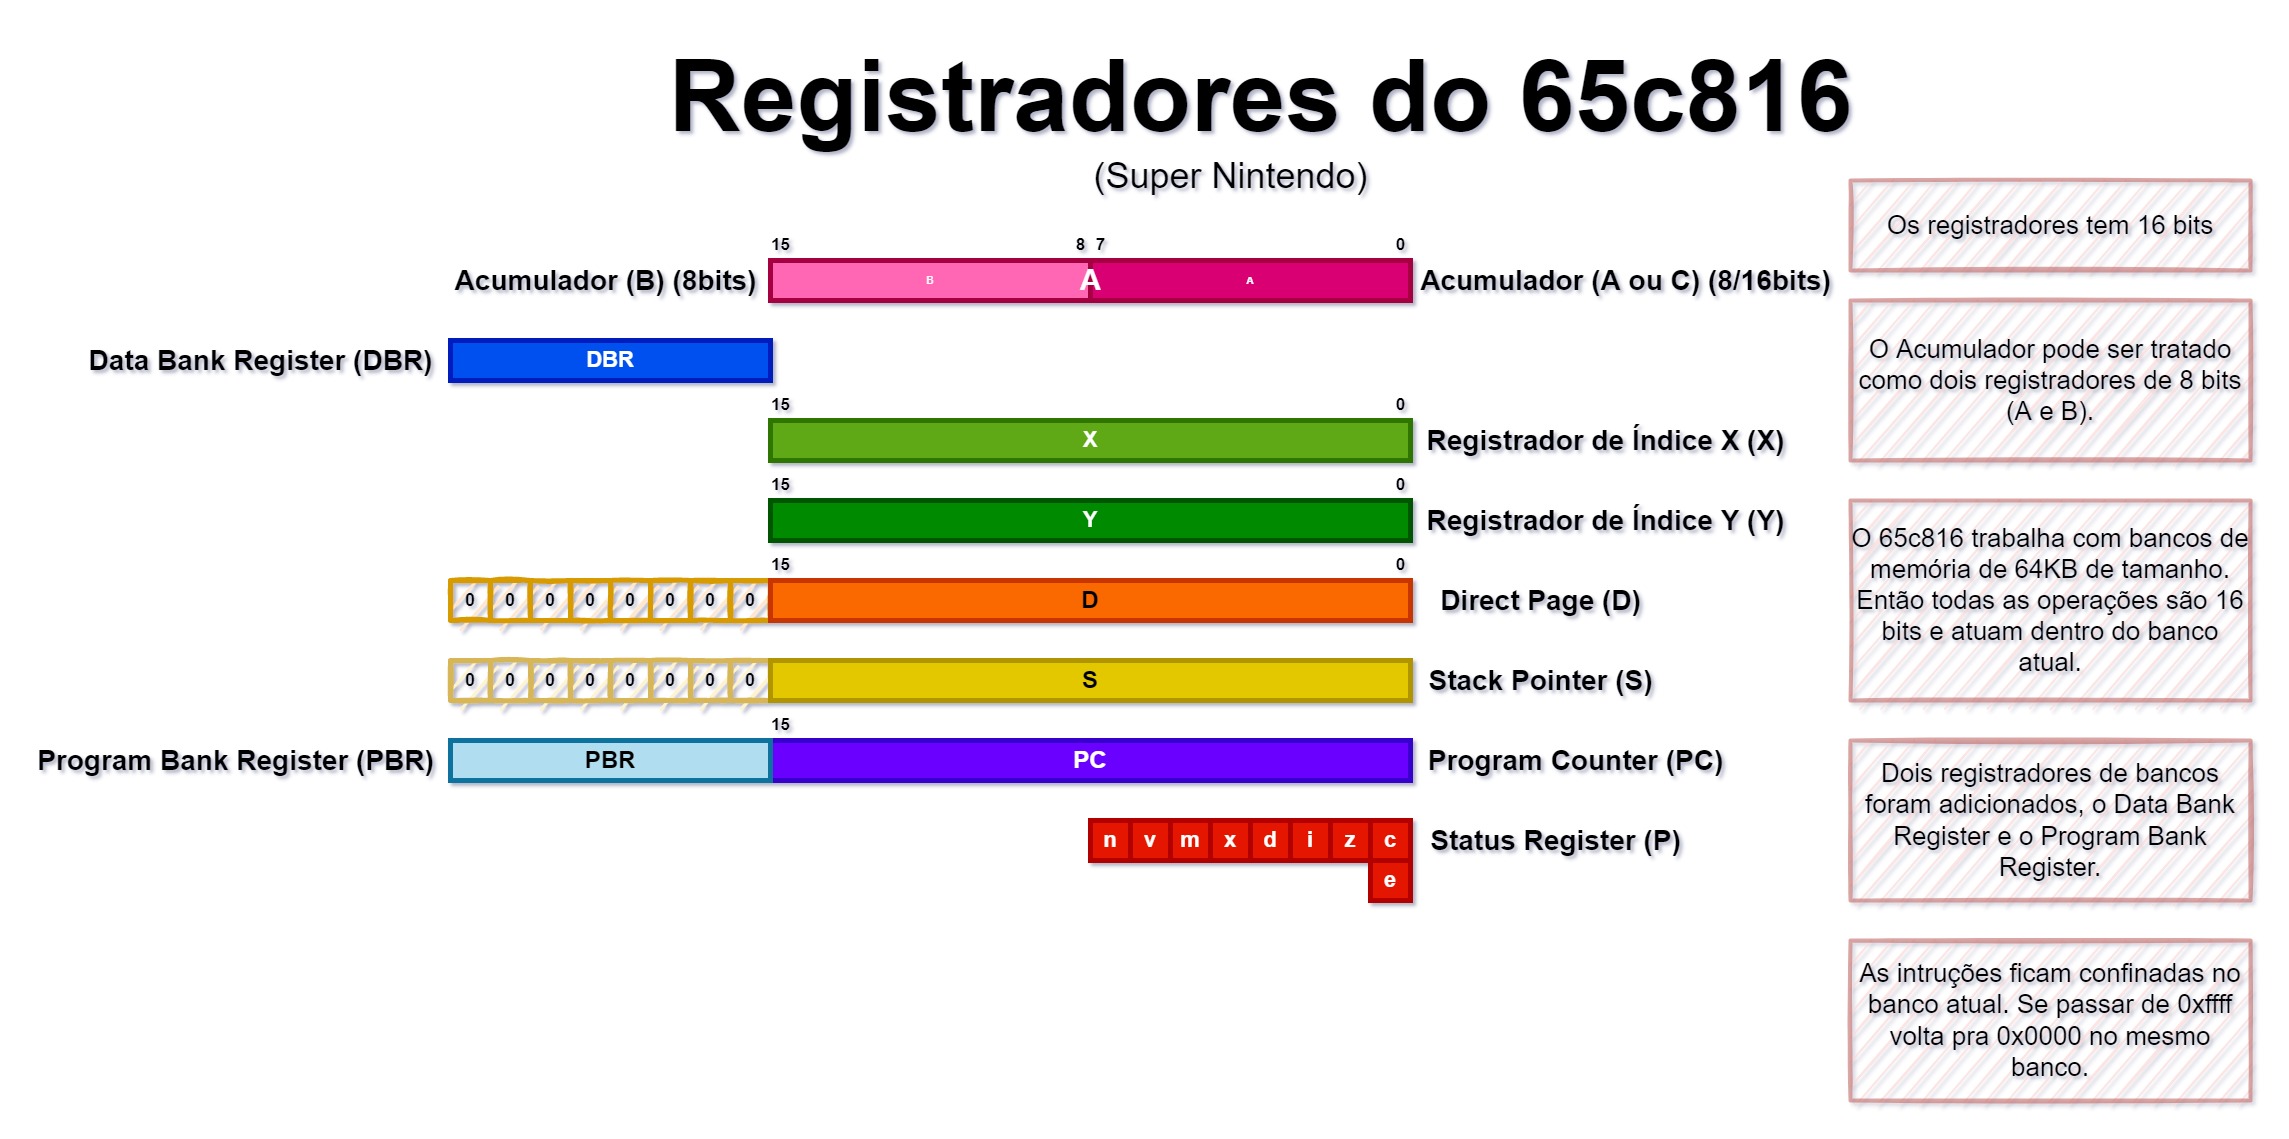 Registradores do 65c816
(Super Nintendo)
15 8 7 0
Acumulador (B) (8bits) B A A Acumulador (A ou C) (8/16bits)
Data Bank Register (DBR) DBR
15 0
X Registrador de Índice X (X)
15 0
Y Registrador de Índice Y (Y)
15 0
0 0 0 0 0 0 0 0 D Direct Page (D)
0 0 0 0 0 0 0 0 S Stack Pointer (S)
15
Program Bank Register (PBR) PBR PC Program Counter (PC)
n v m x d i z c Status Register (P)
e
Os registradores tem 16 bits
O Acumulador pode ser tratado
como dois registradores de 8 bits
(A e B).
O 65c816 trabalha com bancos de
memória de 64KB de tamanho.
Então todas as operações são 16
bits e atuam dentro do banco
atual.
Dois registradores de bancos
foram adicionados, o Data Bank
Register e o Program Bank
Register.
As intruções ficam confinadas no
banco atual. Se passar de 0xffff
volta pra 0x0000 no mesmo
banco.